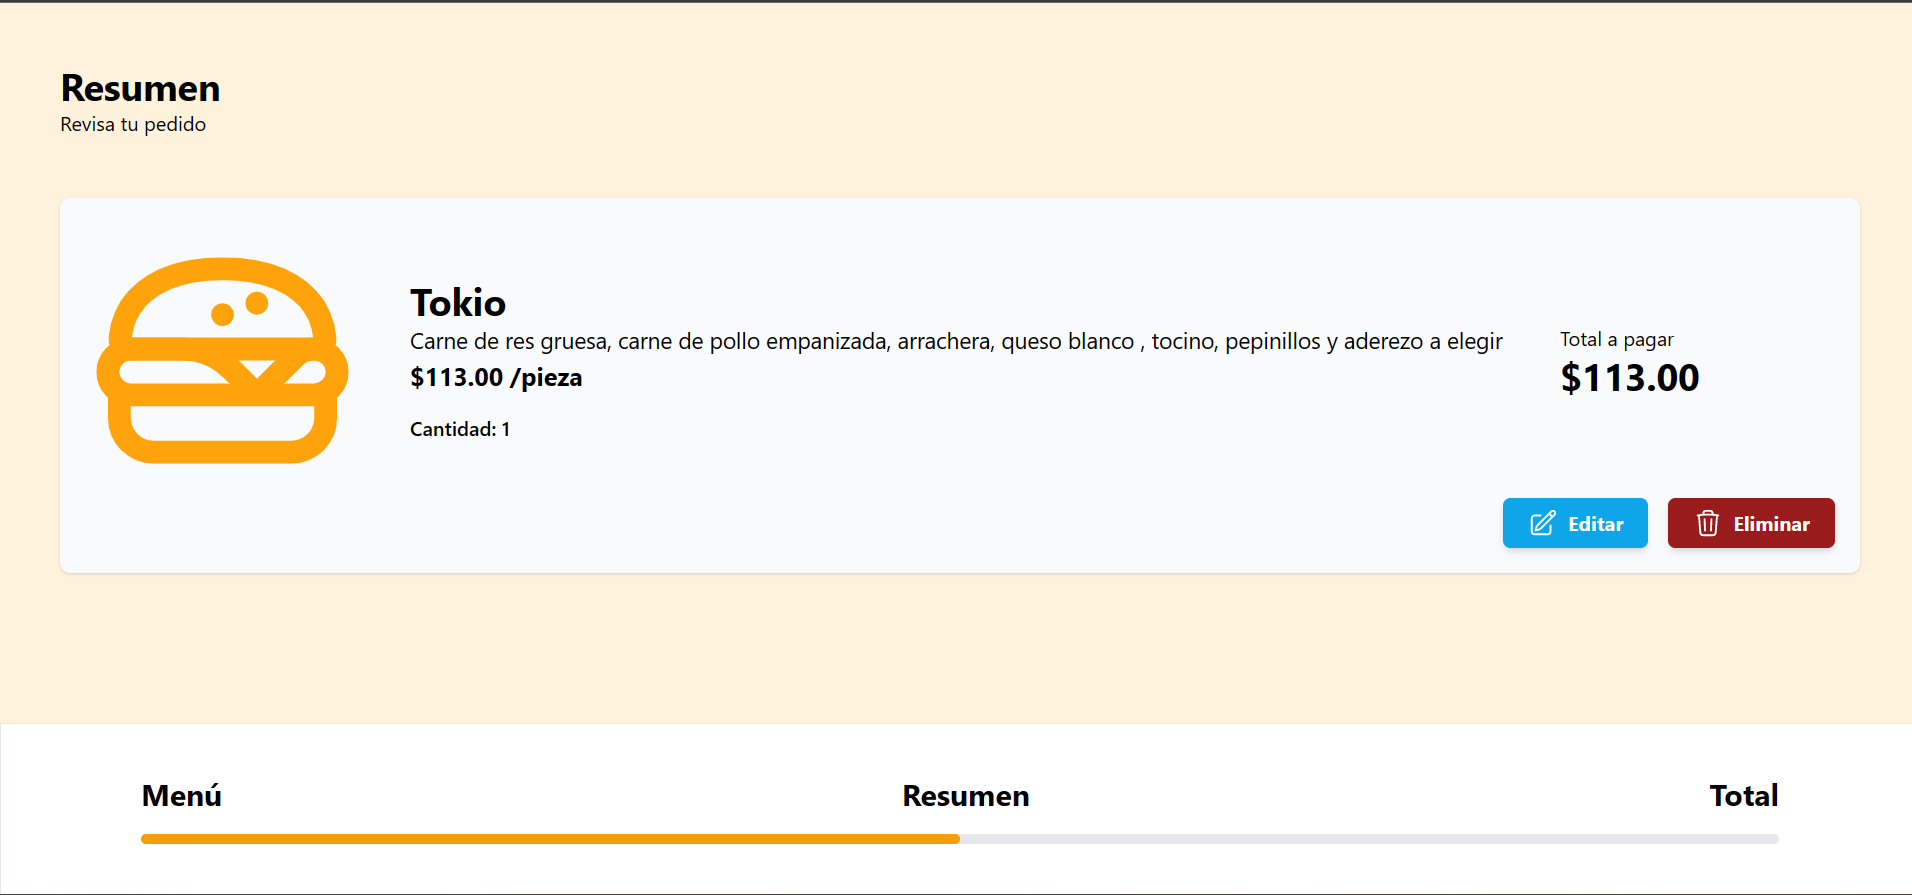 Resumen
Revisa tu pedido
Tokio
Carne de res gruesa, carne de pollo empanizada, arrachera, queso blanco , tocino, pepinillos y aderezo a elegir
$113.00 /pieza
Cantidad: 1
Total a pagar
$113.00
Editar
Eliminar
Menú
Resumen
Total